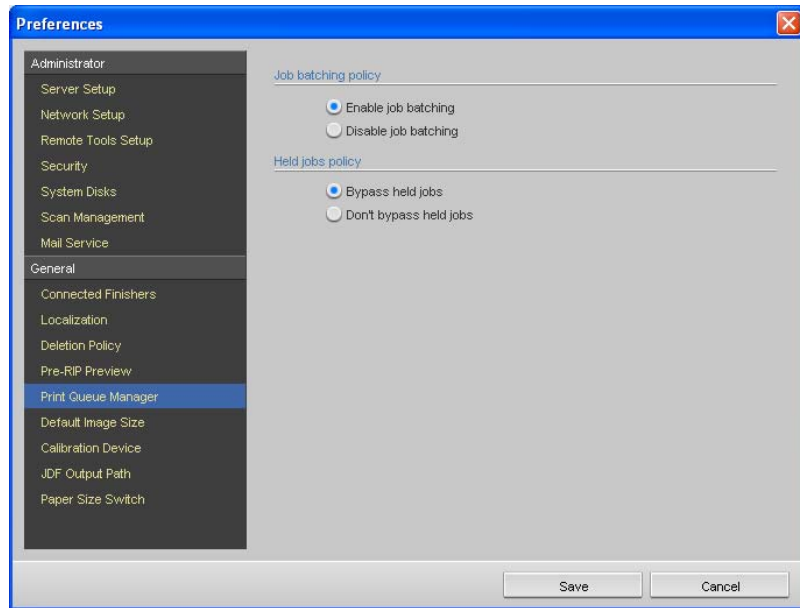 Preferences
Administrator
Server Setup
Network Setup
Remote Tools Setup
Security
System Disks
Scan Management
Mail Service
General
Connected Finishers
Localization
Deletion Policy
Pre-RIP Preview
Print Queue Manager
Default Image Size
Calibration Device
JDF Output Path
Paper Size Switch
Job batching policy
Enable job batching
Disable job batching
Held jobs policy
Bypass held jobs
Don't bypass held jobs
Save
Cancel